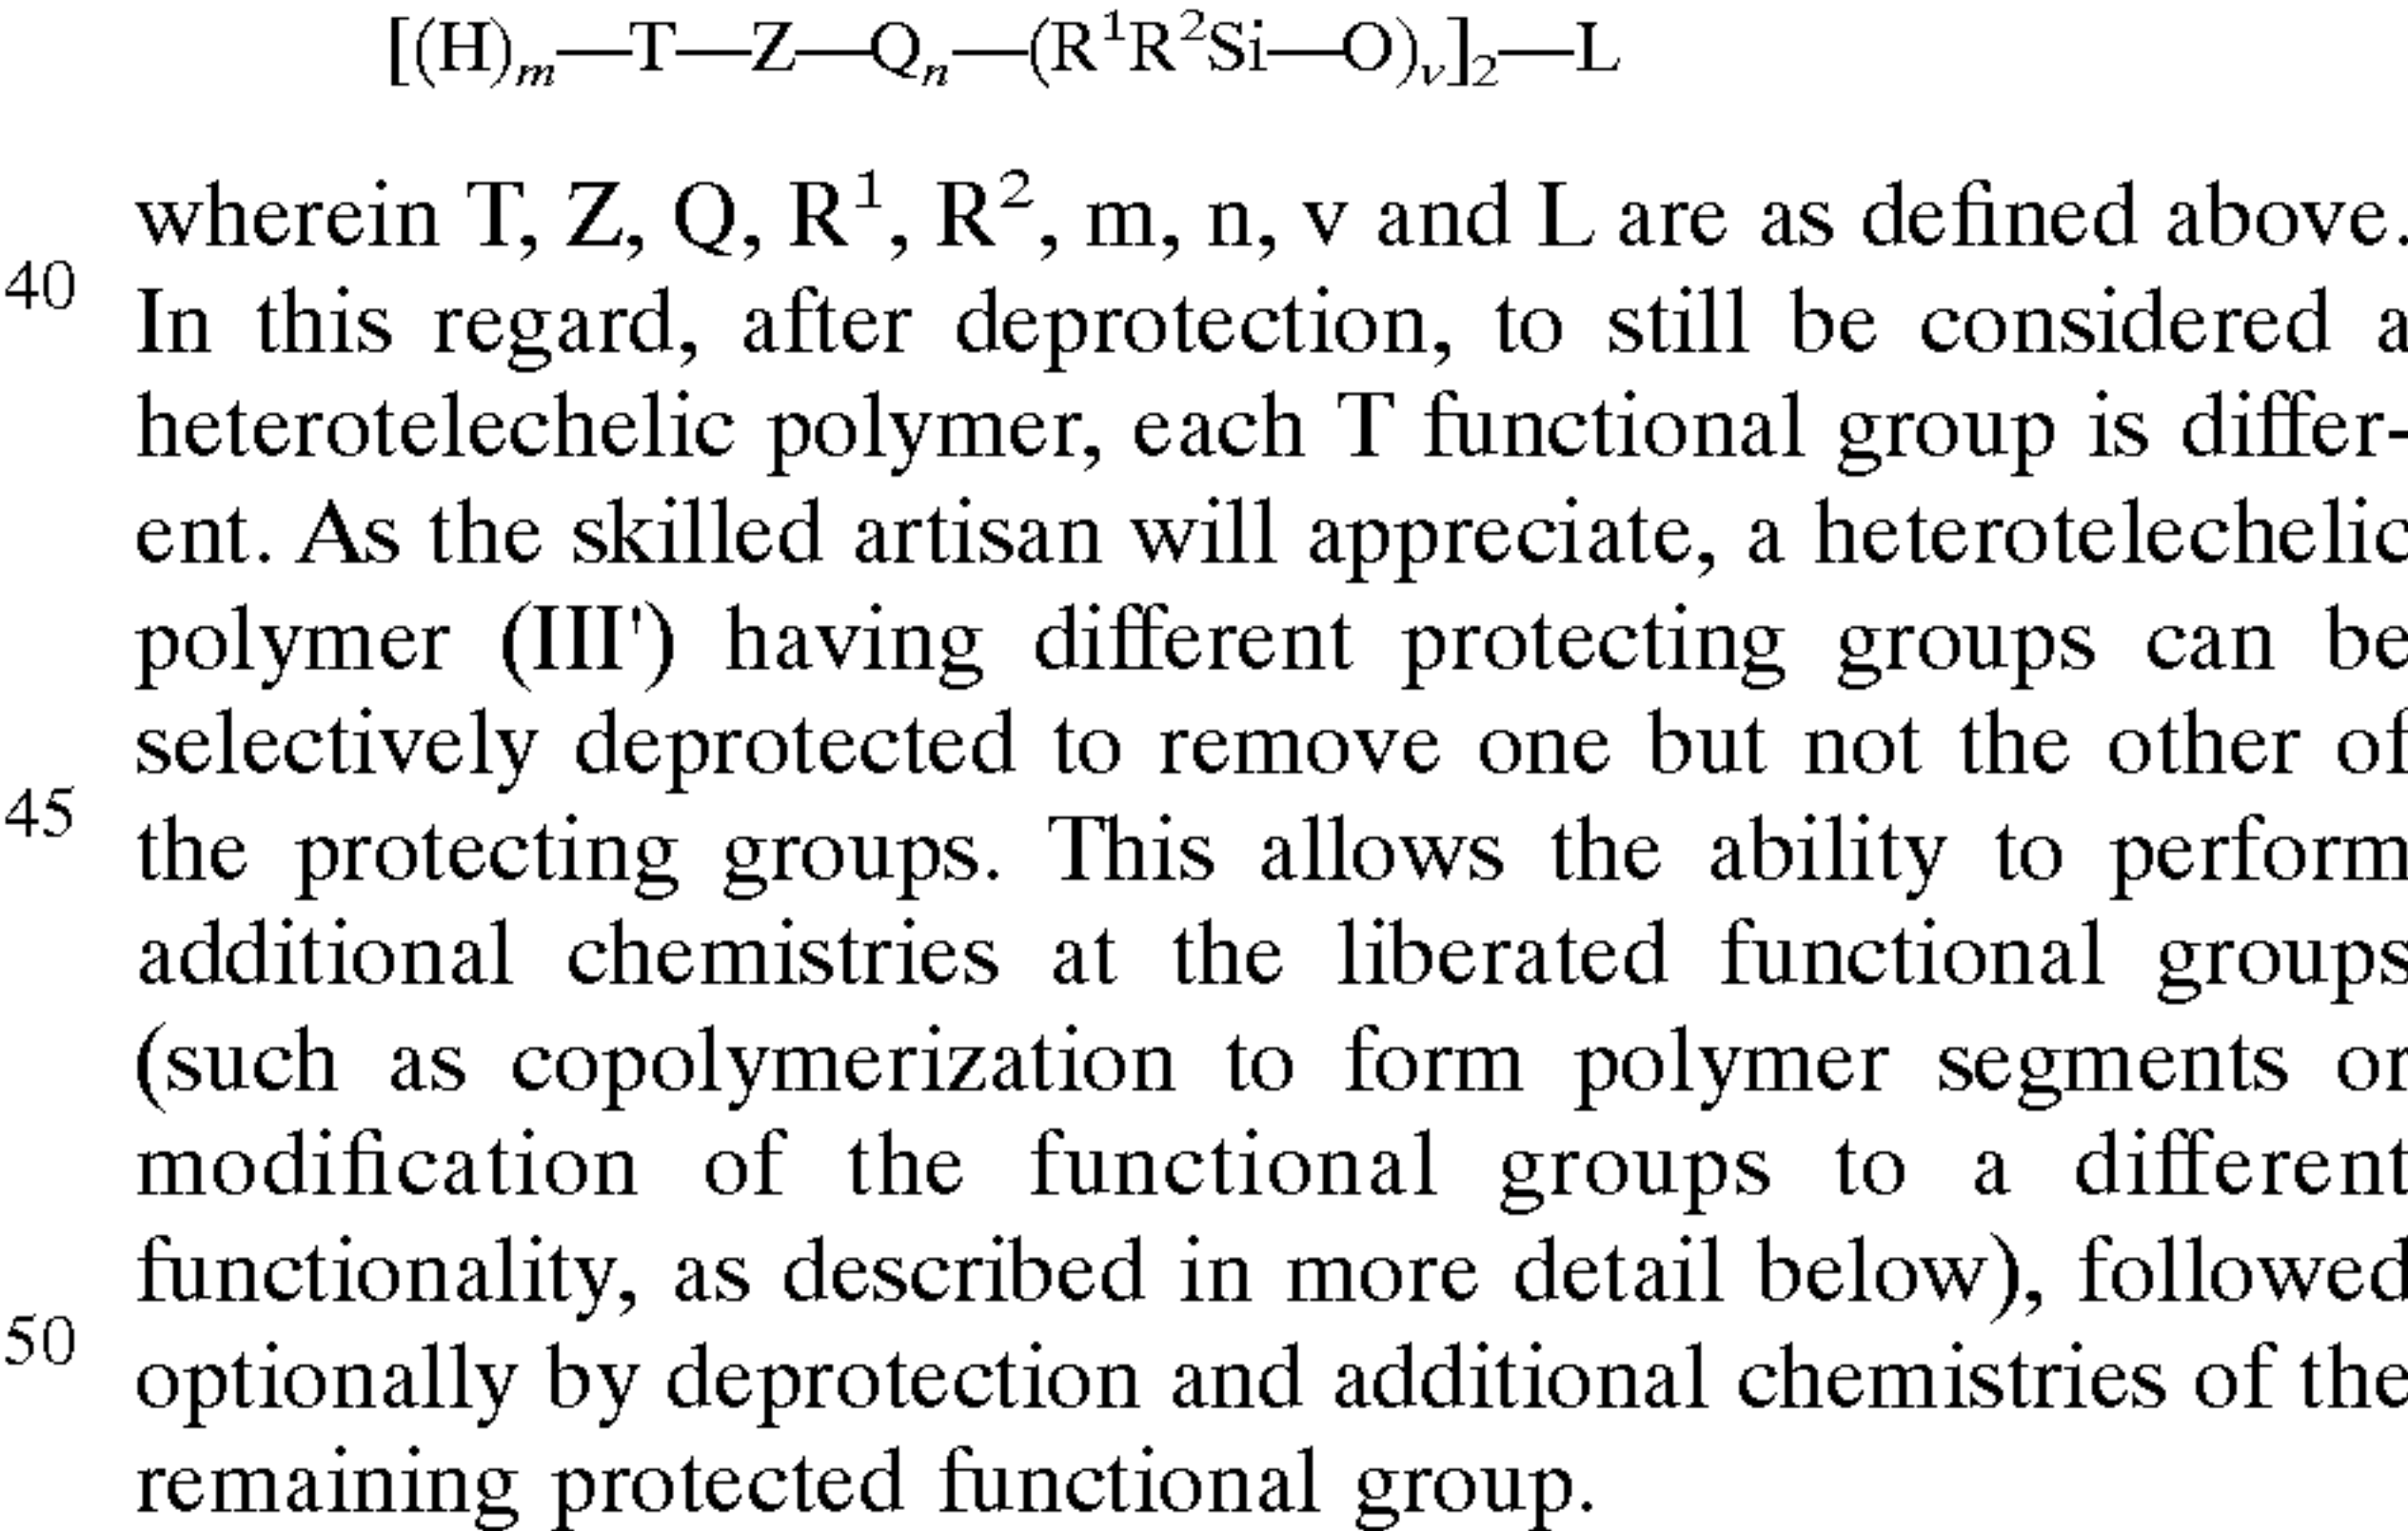 [(H)m—T—Z—Qn—(R¹R²Si—O)v]₂—L
wherein T, Z, Q, R¹, R², m, n, v and L are as defined above.
40
In this regard, after deprotection, to still be considered a
heterotelechelic polymer, each T functional group is differ-
ent. As the skilled artisan will appreciate, a heterotelechelic
polymer (III') having different protecting groups can be
selectively deprotected to remove one but not the other of
45
the protecting groups. This allows the ability to perform
additional chemistries at the liberated functional groups
(such as copolymerization to form polymer segments or
modification of the functional groups to a different
functionality, as described in more detail below), followed
50
optionally by deprotection and additional chemistries of the
remaining protected functional group.